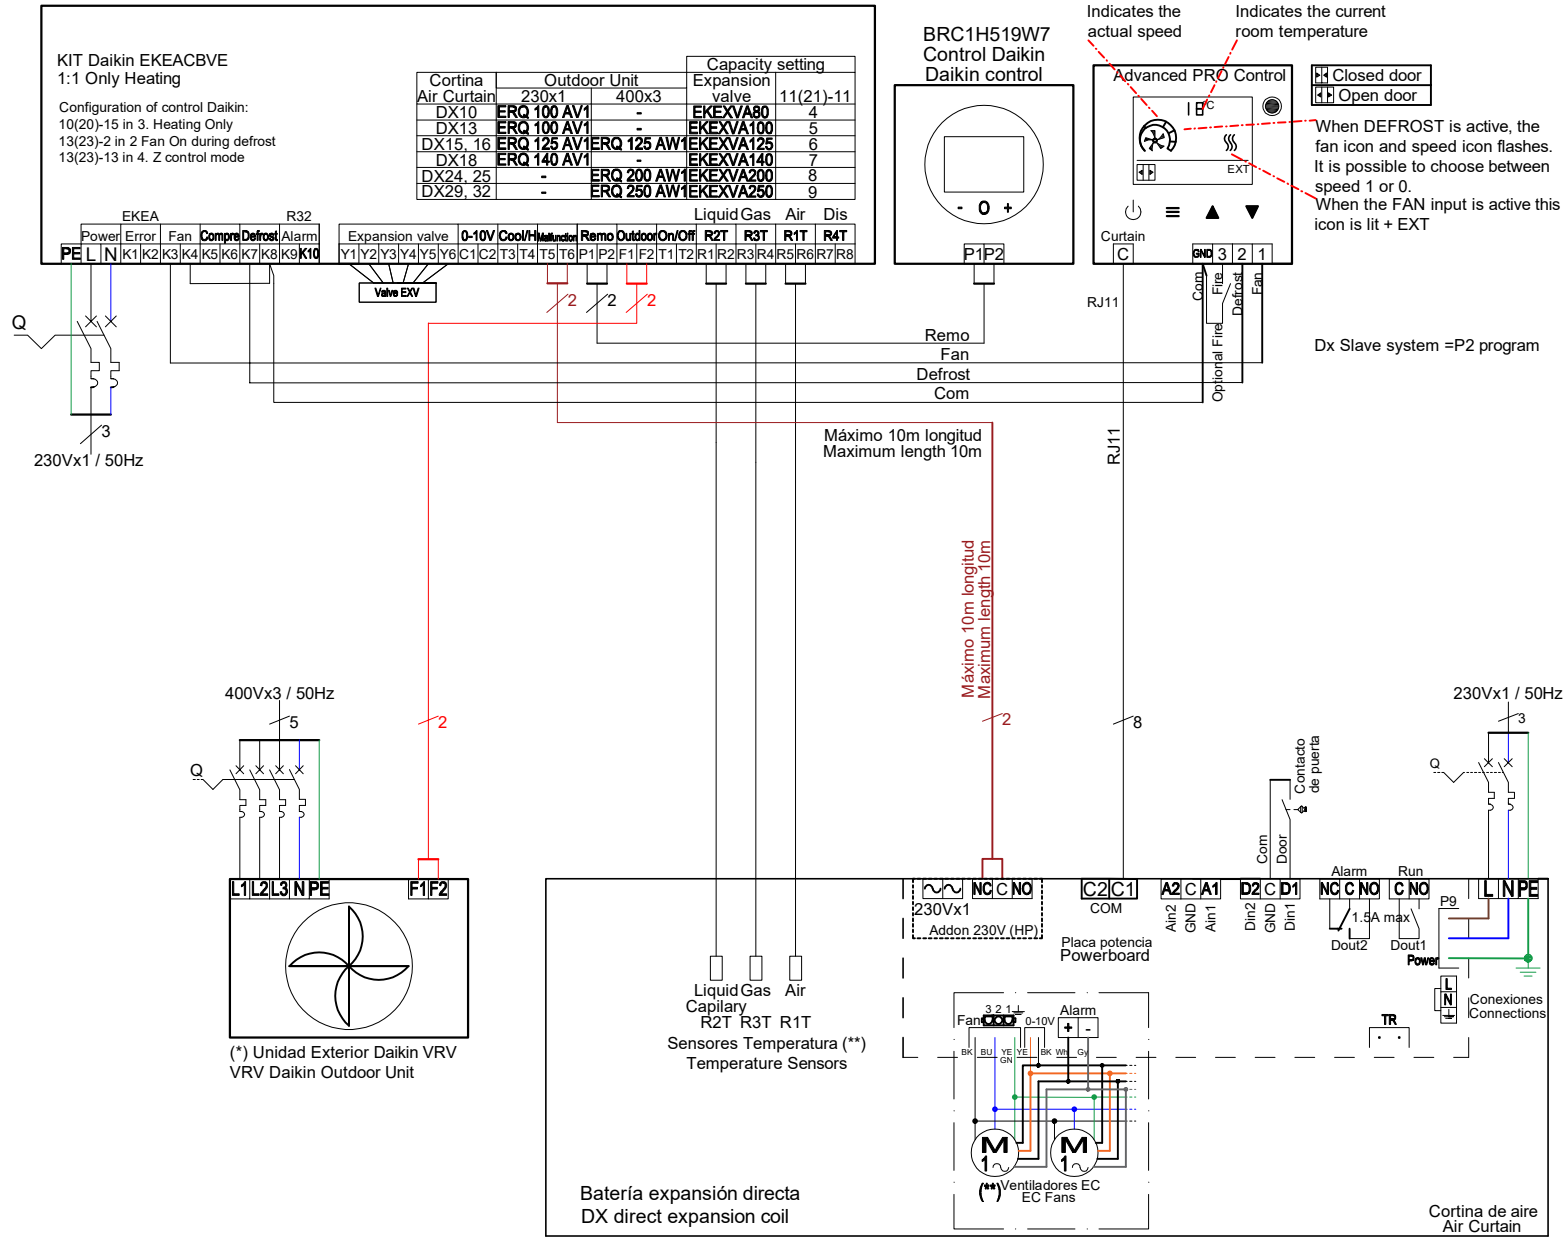 KIT Daikin EKEACBVE
1:1 Only Heating
Configuration of control Daikin:
10(20)-15 in 3. Heating Only
13(23)-2 in 2 Fan On during defrost
13(23)-13 in 4. Z control mode
Capacity setting
Cortina Outdoor Unit Expansion
Air Curtain 230x1 400x3 valve 11(21)-11
DX10 ERQ 100 AV1 - EKEXVA80 4
DX13 ERQ 100 AV1 - EKEXVA100 5
DX15, 16 ERQ 125 AV1 ERQ 125 AW1 EKEXVA125 6
DX18 ERQ 140 AV1 - EKEXVA140 7
DX24, 25 - ERQ 200 AW1 EKEXVA200 8
DX29, 32 - ERQ 250 AW1 EKEXVA250 9
EKEA R32
Power Error Fan Compre Defrost Alarm
PE L N K1 K2 K3 K4 K5 K6 K7 K8 K9 K10
Liquid Gas Air Dis
Expansion valve 0-10V Cool/H Malfunction Remo Outdoor On/Off R2T R3T R1T R4T
Y1 Y2 Y3 Y4 Y5 Y6 C1 C2 T3 T4 T5 T6 P1 P2 F1 F2 T1 T2 R1 R2 R3 R4 R5 R6 R7 R8
Valve EXV
2
2
2
Q
3
230Vx1 / 50Hz
BRC1H519W7
Control Daikin
Daikin control
- O +
P1 P2
Indicates the
actual speed
Indicates the current
room temperature
Advanced PRO Control
18°C
EXT
Curtain
C
GND 3 2 1
Closed door
Open door
When DEFROST is active, the
fan icon and speed icon flashes.
It is possible to choose between
speed 1 or 0.
When the FAN input is active this
icon is lit + EXT
RJ11
Com
Fire
Defrost
Fan
Optional Fire
Dx Slave system =P2 program
Remo
Fan
Defrost
Com
Máximo 10m longitud
Maximum length 10m
RJ11
Máximo 10m longitud
Maximum length 10m
2
8
2
400Vx3 / 50Hz
5
Q
L1 L2 L3 N PE
F1 F2
(*) Unidad Exterior Daikin VRV
VRV Daikin Outdoor Unit
Liquid Gas Air
Capilary
R2T R3T R1T
Sensores Temperatura (**)
Temperature Sensors
230Vx1 / 50Hz
3
Q
Contacto
de puerta
Com
Door
NC C NO
230Vx1
Addon 230V (HP)
C2 C1
COM
Placa potencia
Powerboard
A2 C A1
Ain2
GND
Ain1
D2 C D1
Din2
GND
Din1
Alarm
NC C NO
1.5A max
Dout2
Run
C NO
Dout1
L N PE
P9
Power
L
N
Conexiones
Connections
TR
3 2 1
Fan
0-10V
Alarm
+ -
BK BU YE GN YE BK Wh Gy
M
1
M
1
(**) Ventiladores EC
EC Fans
Batería expansión directa
DX direct expansion coil
Cortina de aire
Air Curtain